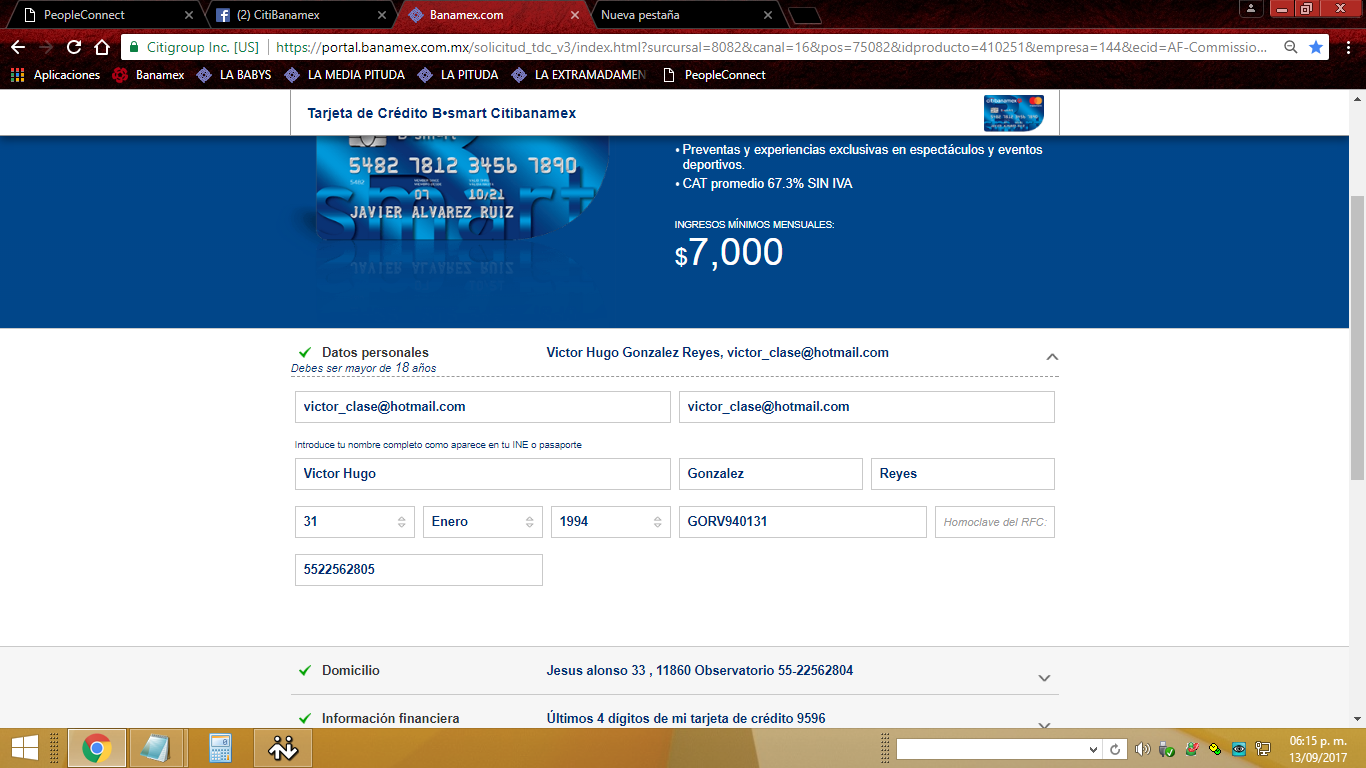 PeopleConnect
(2) CitiBanamex
Banamex.com
Nueva pestaña
Citigroup Inc. [US]
https://portal.banamex.com.mx/solicitud_tdc_v3/index.html?surcursal=8082&canal=16&pos=75082&idproducto=410251&empresa=144&ecid=AF-Commissio...
Aplicaciones
Banamex
LA BABYS
LA MEDIA PITUDA
LA PITUDA
LA EXTRAMADAMEN
PeopleConnect
Tarjeta de Crédito B•smart Citibanamex
citibanamex
5482 7812 3456 7890
5482
07 10/21
JAVIER ALVAREZ RUIZ
smart
• Preventas y experiencias exclusivas en espectáculos y eventos
deportivos.
• CAT promedio 67.3% SIN IVA
INGRESOS MÍNIMOS MENSUALES:
$7,000
Datos personales
Victor Hugo Gonzalez Reyes, victor_clase@hotmail.com
Debes ser mayor de 18 años
victor_clase@hotmail.com
victor_clase@hotmail.com
Introduce tu nombre completo como aparece en tu INE o pasaporte
Victor Hugo
Gonzalez
Reyes
31
Enero
1994
GORV940131
Homoclave del RFC:
5522562805
Domicilio
Jesus alonso 33 , 11860 Observatorio 55-22562804
Información financiera
Últimos 4 dígitos de mi tarjeta de crédito 9596
06:15 p. m.
13/09/2017